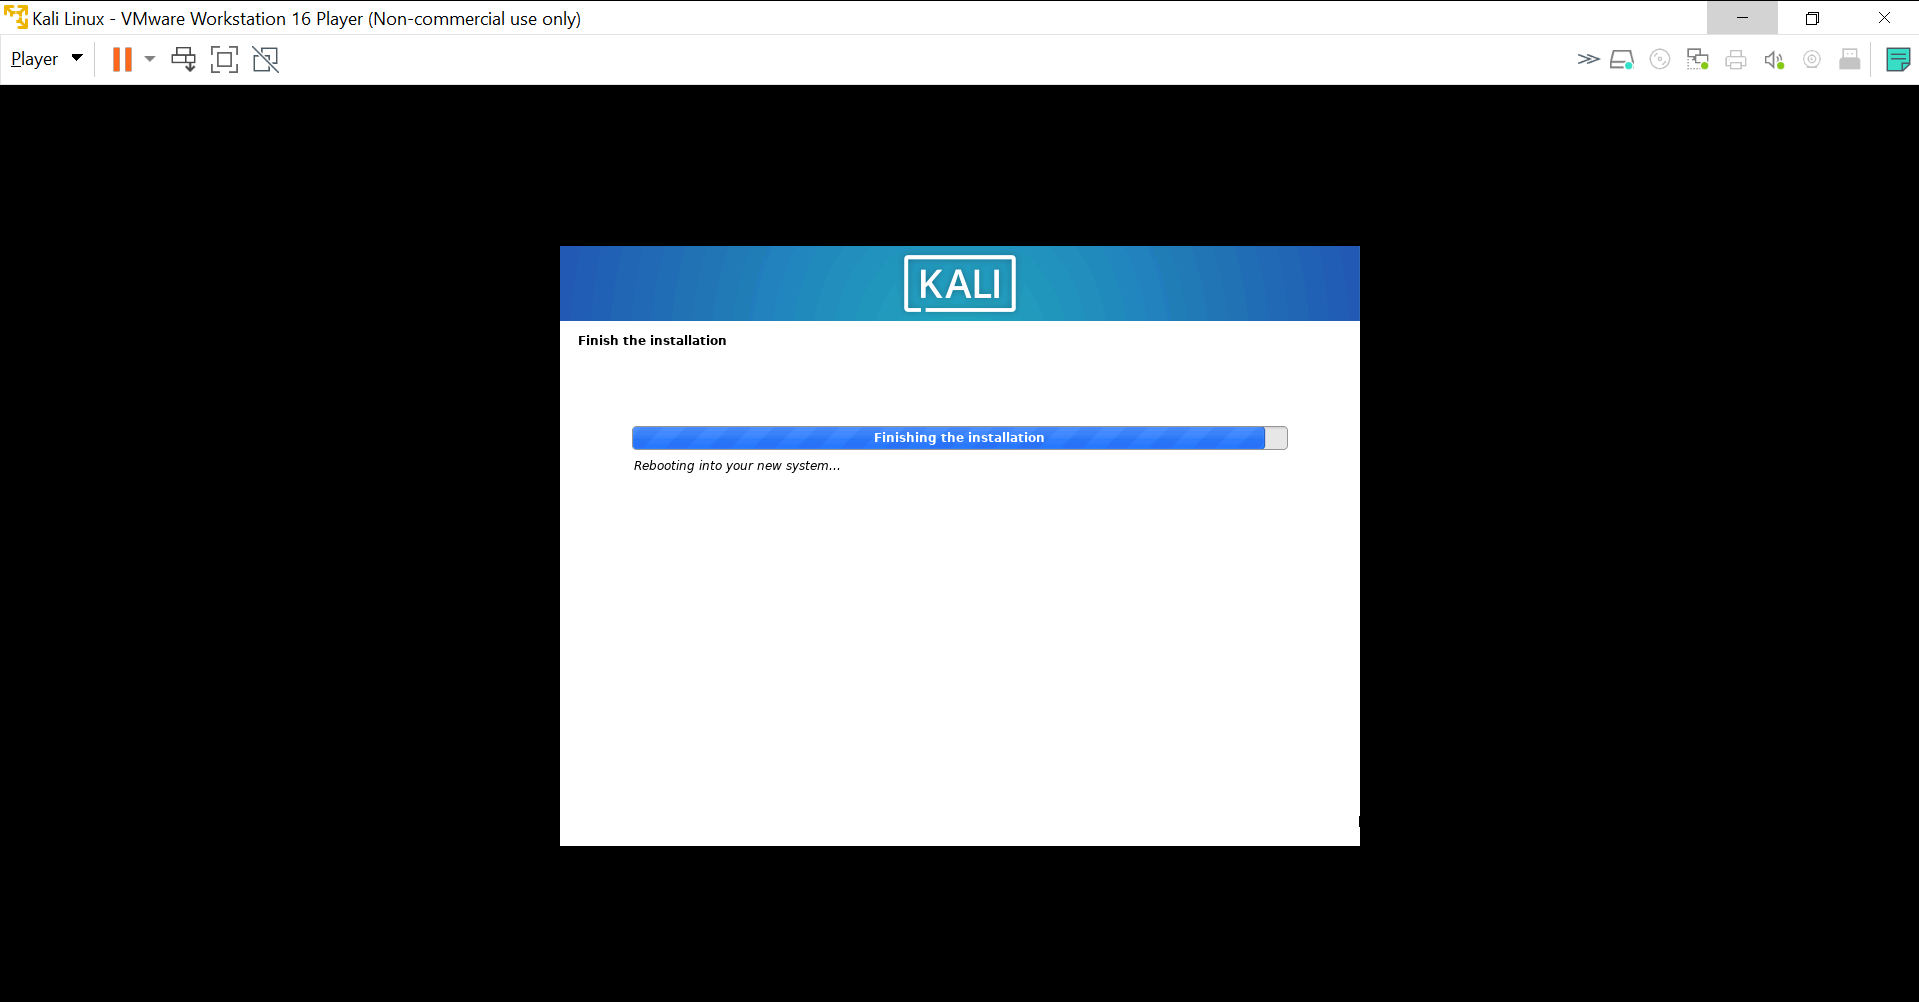 Kali Linux - VMware Workstation 16 Player (Non-commercial use only)
Player
KALI
Finish the installation
Finishing the installation
Rebooting into your new system...